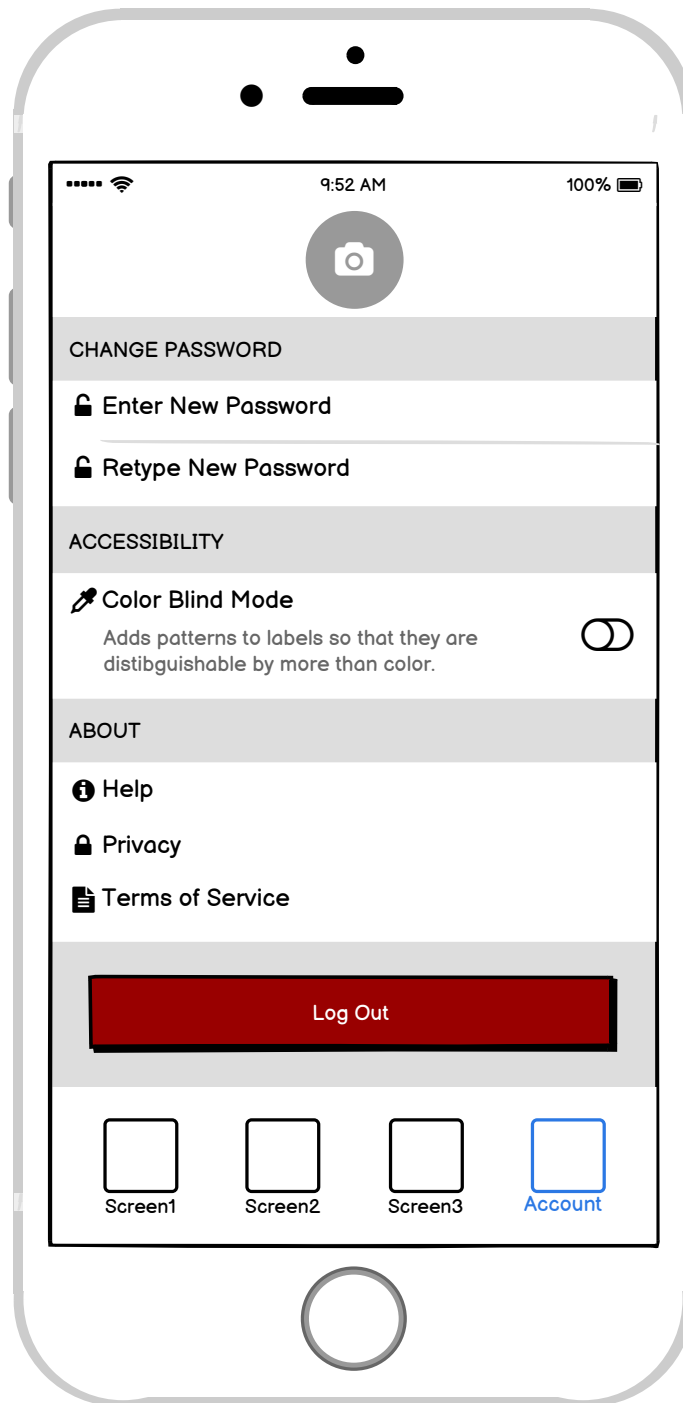 9:52 AM
100%
CHANGE PASSWORD
Enter New Password
Retype New Password
ACCESSIBILITY
Color Blind Mode
Adds patterns to labels so that they are
distibguishable by more than color.
ABOUT
Help
Privacy
Terms of Service
Log Out
Screen1
Screen2
Screen3
Account